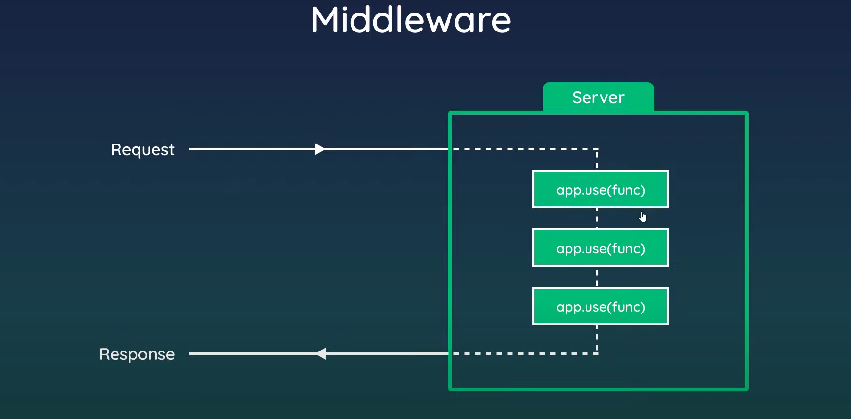 Middleware
Server
Request
app.use(func)
app.use(func)
app.use(func)
Response